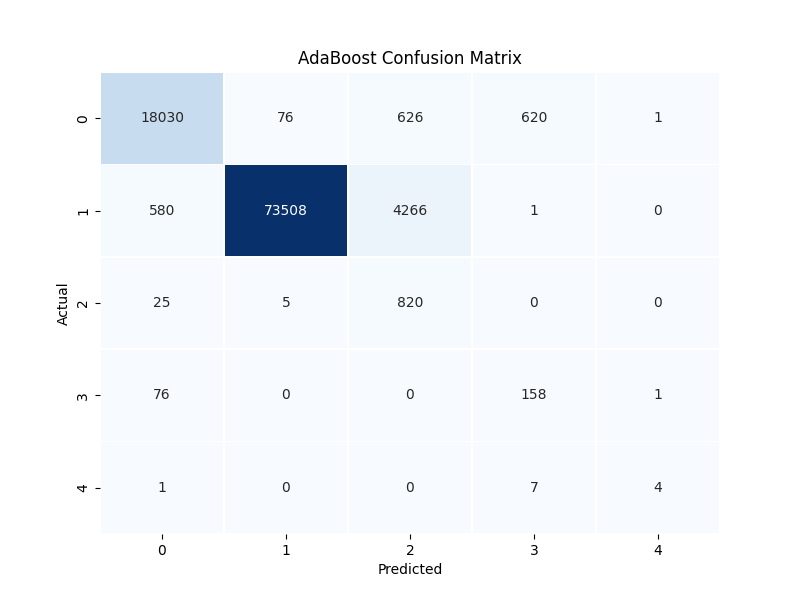 AdaBoost Confusion Matrix
0 18030 76 626 620 1
1 580 73508 4266 1 0
2 25 5 820 0 0
3 76 0 0 158 1
4 1 0 0 7 4
0 1 2 3 4
Predicted
Actual